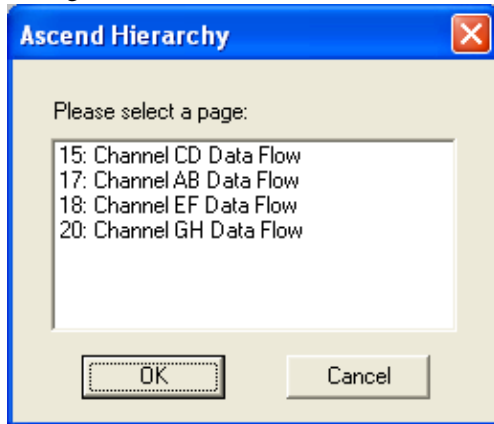 Ascend Hierarchy
Please select a page:
15: Channel CD Data Flow
17: Channel AB Data Flow
18: Channel EF Data Flow
20: Channel GH Data Flow
OK
Cancel